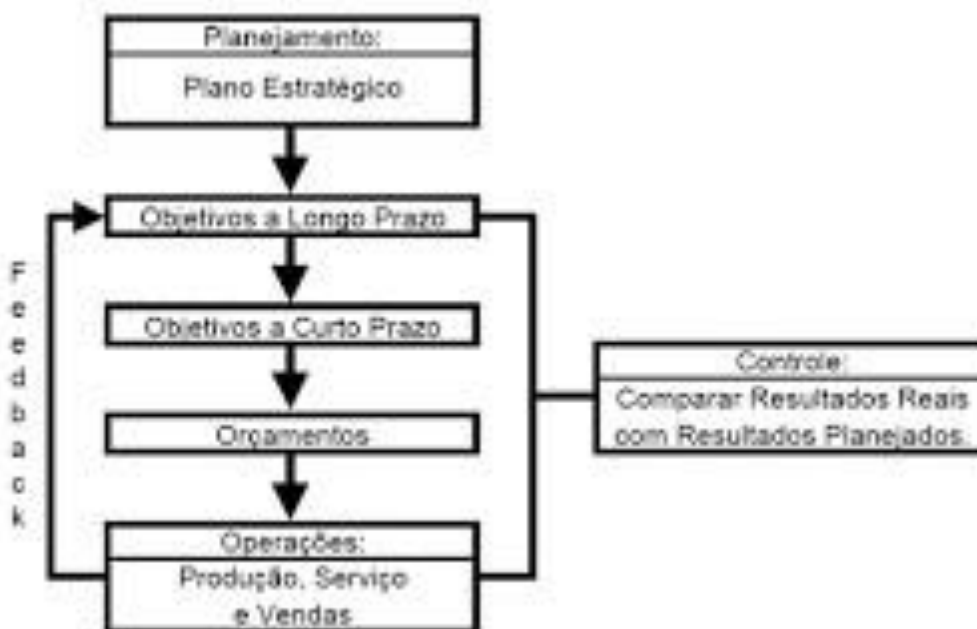 Planejamento:
Plano Estratégico
Objetivos a Longo Prazo
Objetivos a Curto Prazo
Orçamentos
Operações:
Produção, Serviço
e Vendas
Feedback
Controle:
Comparar Resultados Reais
com Resultados Planejados.